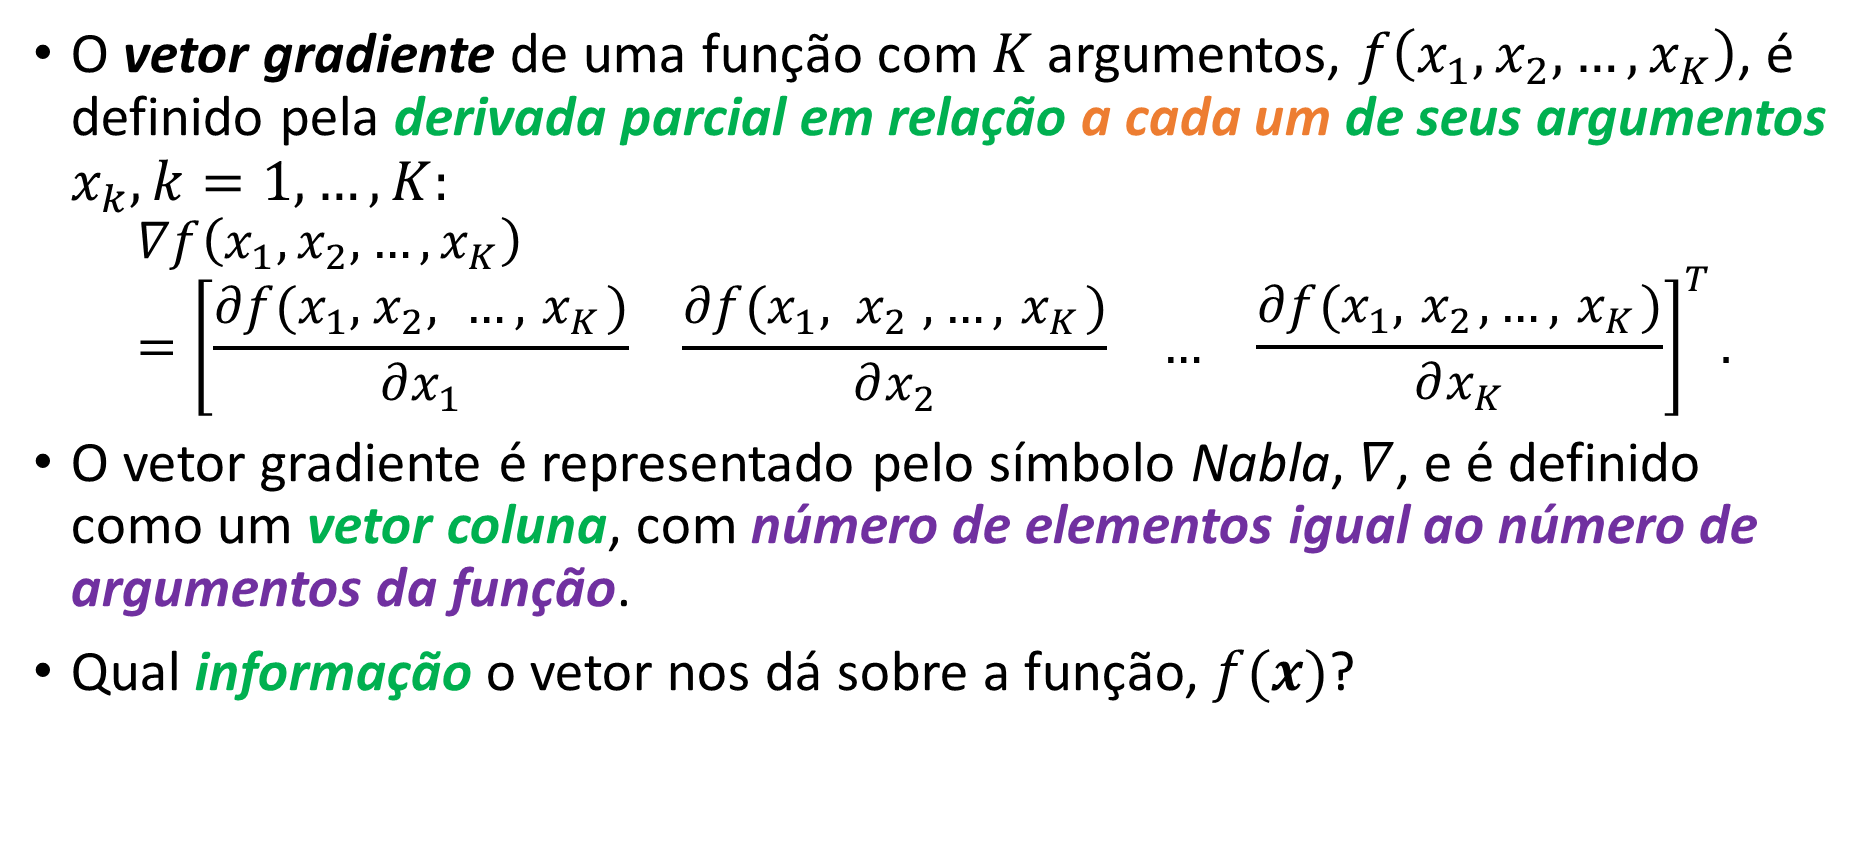 • O vetor gradiente de uma função com K argumentos, f(x₁, x₂, … , x_K), é
definido pela derivada parcial em relação a cada um de seus argumentos
x_k, k = 1, … , K:
∇f(x₁, x₂, … , x_K)
= [∂f(x₁, x₂, … , x_K)/∂x₁ ∂f(x₁, x₂ , … , x_K)/∂x₂ … ∂f(x₁, x₂ , … , x_K)/∂x_K]^T .
• O vetor gradiente é representado pelo símbolo Nabla, ∇, e é definido
como um vetor coluna, com número de elementos igual ao número de
argumentos da função.
• Qual informação o vetor nos dá sobre a função, f(x)?